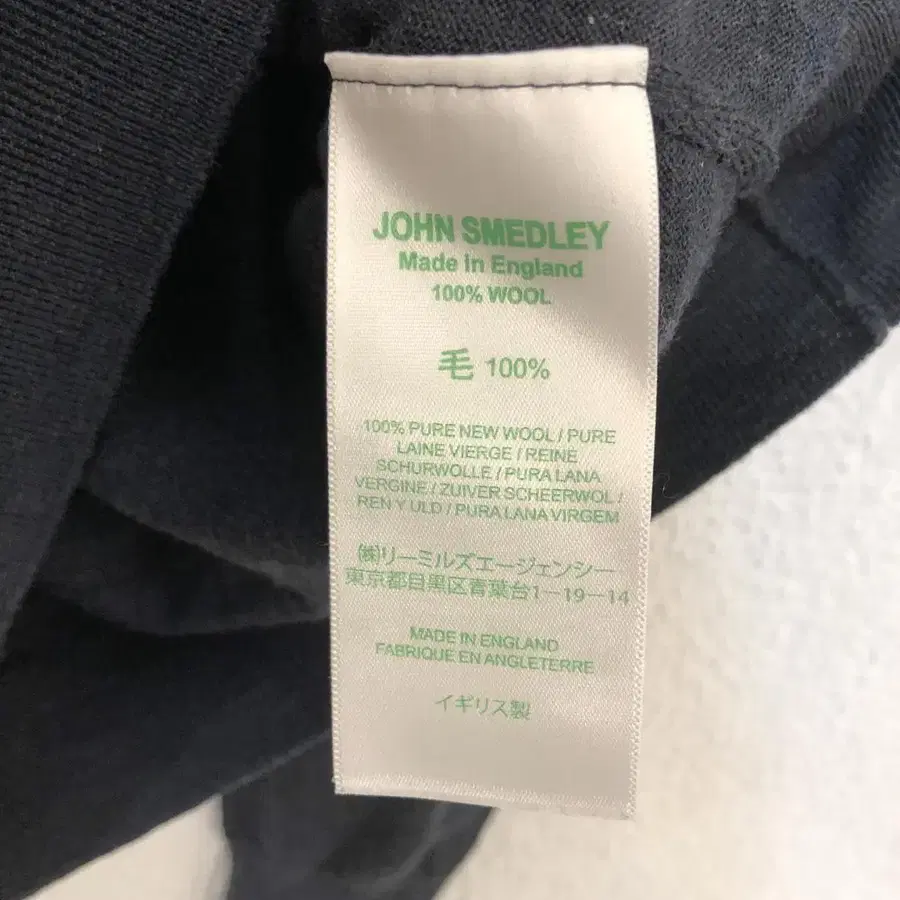 JOHN SMEDLEY
Made in England
100% WOOL
毛 100%
100% PURE NEW WOOL / PURE
LAINE VIERGE / REINE
SCHURWOLLE / PURA LANA
VERGINE / ZUIVER SCHEERWOL /
REN Y ULD / PURA LANA VIRGEM
㈱リーミルズエージェンシー
東京都目黒区青葉台1-19-14
MADE IN ENGLAND
FABRIQUE EN ANGLETERRE
イギリス製